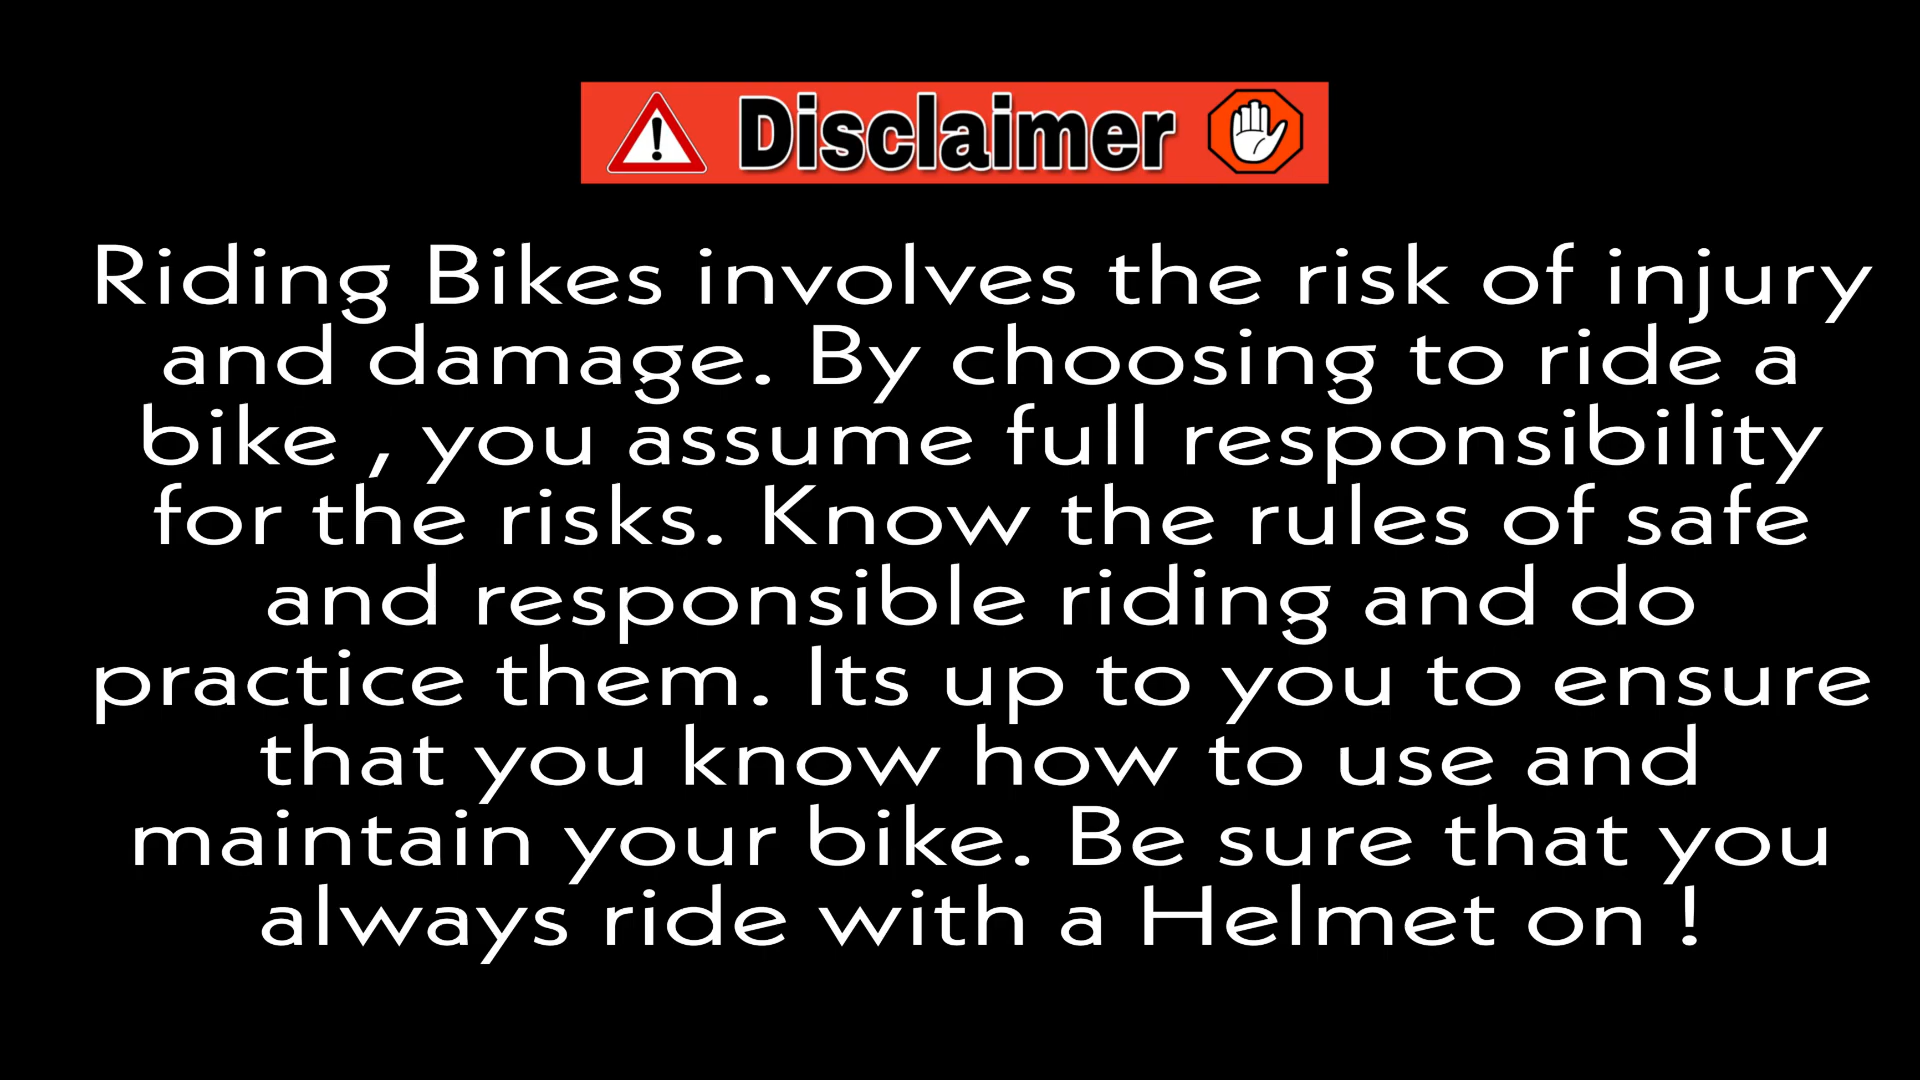 Disclaimer
Riding Bikes involves the risk of injury
and damage. By choosing to ride a
bike , you assume full responsibility
for the risks. Know the rules of safe
and responsible riding and do
practice them. Its up to you to ensure
that you know how to use and
maintain your bike. Be sure that you
always ride with a Helmet on !